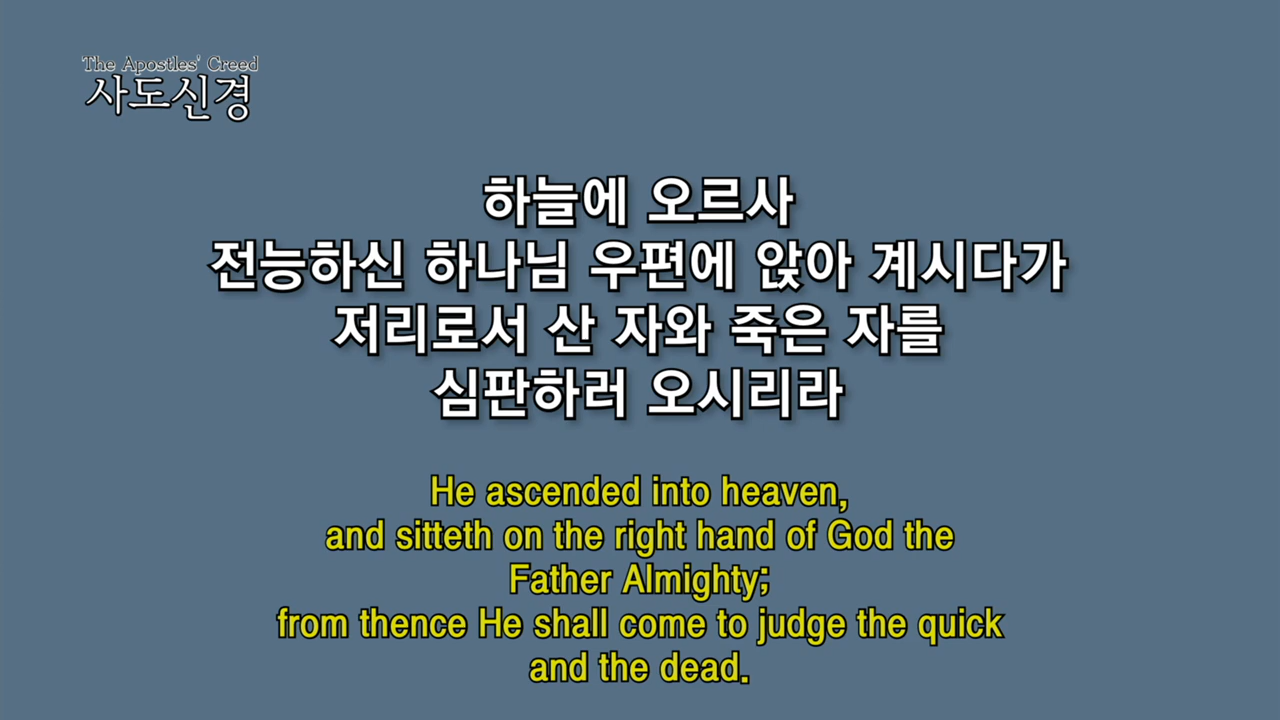 The Apostles' Creed
사도신경
하늘에 오르사
전능하신 하나님 우편에 앉아 계시다가
저리로서 산 자와 죽은 자를
심판하러 오시리라
He ascended into heaven,
and sitteth on the right hand of God the
Father Almighty;
from thence He shall come to judge the quick
and the dead.